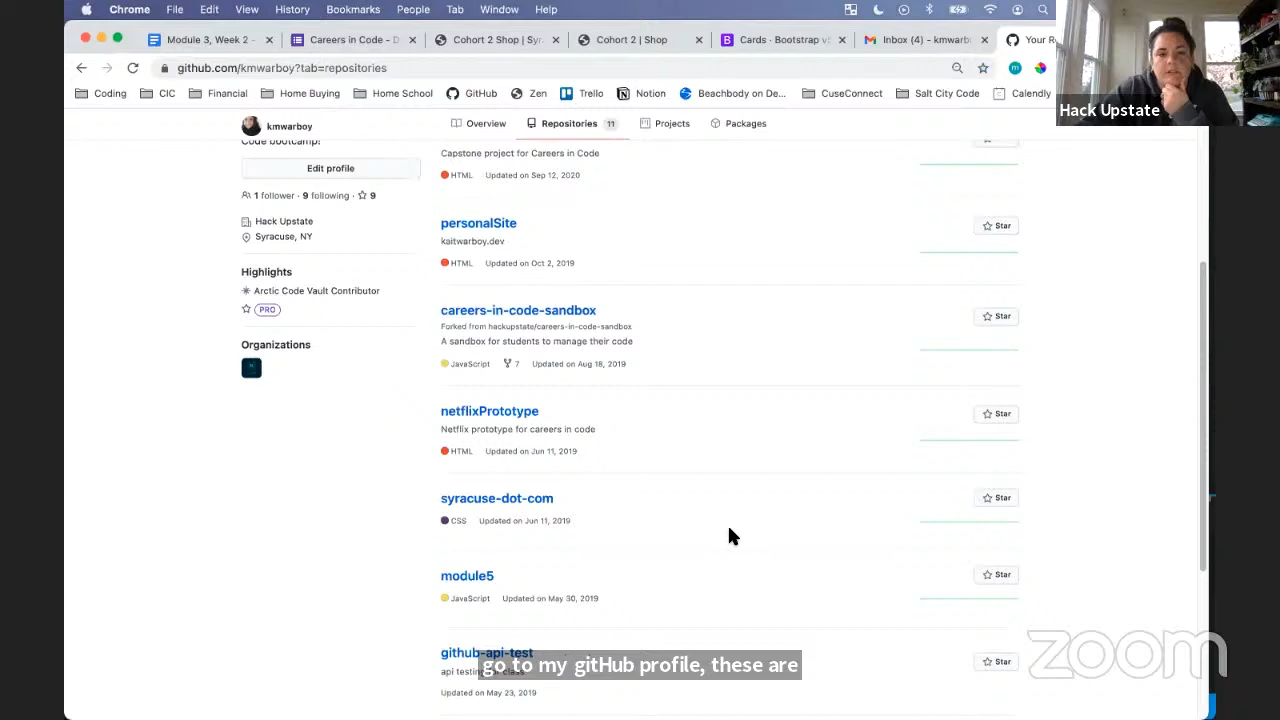 Chrome File Edit View History Bookmarks People Tab Window Help
Module 3, Week 2 - Careers in Code - D Cohort 2 Shop | Sy Cohort 2 | Shop Cards · Bootstrap v5 Inbox (4) - kmwarb Your R
github.com/kmwarboy?tab=repositories
Coding CIC Financial Home Buying Home School GitHub Zen Trello Notion Beachbody on De... CuseConnect Salt City Code Calendly
Hack Upstate
kmwarboy
Overview Repositories 11 Projects Packages
Code bootcamp!
Edit profile
1 follower · 9 following · 9
Hack Upstate
Syracuse, NY
Highlights
Arctic Code Vault Contributor
PRO
Organizations
Capstone project for Careers in Code
HTML Updated on Sep 12, 2020
personalSite
Star
kaitwarboy.dev
HTML Updated on Oct 2, 2019
careers-in-code-sandbox
Star
Forked from hackupstate/careers-in-code-sandbox
A sandbox for students to manage their code
JavaScript 7 Updated on Aug 18, 2019
netflixPrototype
Star
Netflix prototype for careers in code
HTML Updated on Jun 11, 2019
syracuse-dot-com
Star
CSS Updated on Jun 11, 2019
module5
Star
JavaScript Updated on May 30, 2019
github-api-test
Star
api testing for class
Updated on May 23, 2019
go to my gitHub profile, these are
zoom